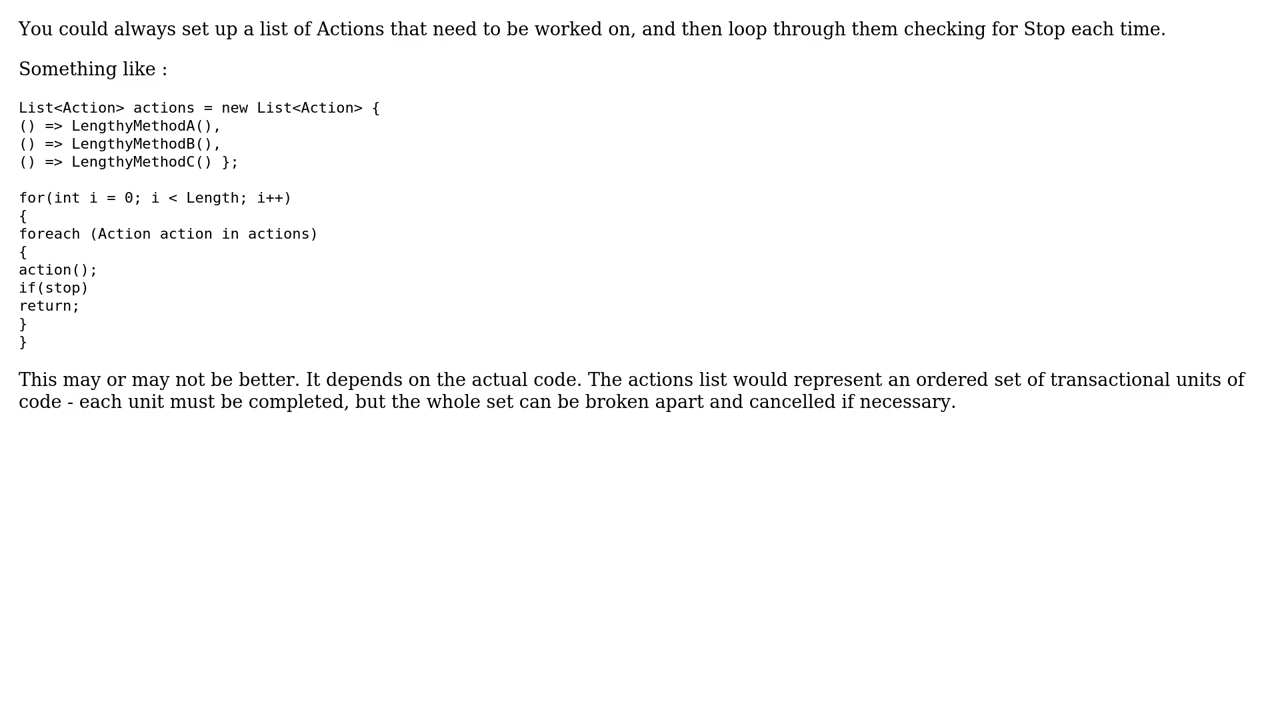 You could always set up a list of Actions that need to be worked on, and then loop through them checking for Stop each time.
Something like :
List<Action> actions = new List<Action> {
() => LengthyMethodA(),
() => LengthyMethodB(),
() => LengthyMethodC() };
for(int i = 0; i < Length; i++)
{
foreach (Action action in actions)
{
action();
if(stop)
return;
}
}
This may or may not be better. It depends on the actual code. The actions list would represent an ordered set of transactional units of
code - each unit must be completed, but the whole set can be broken apart and cancelled if necessary.